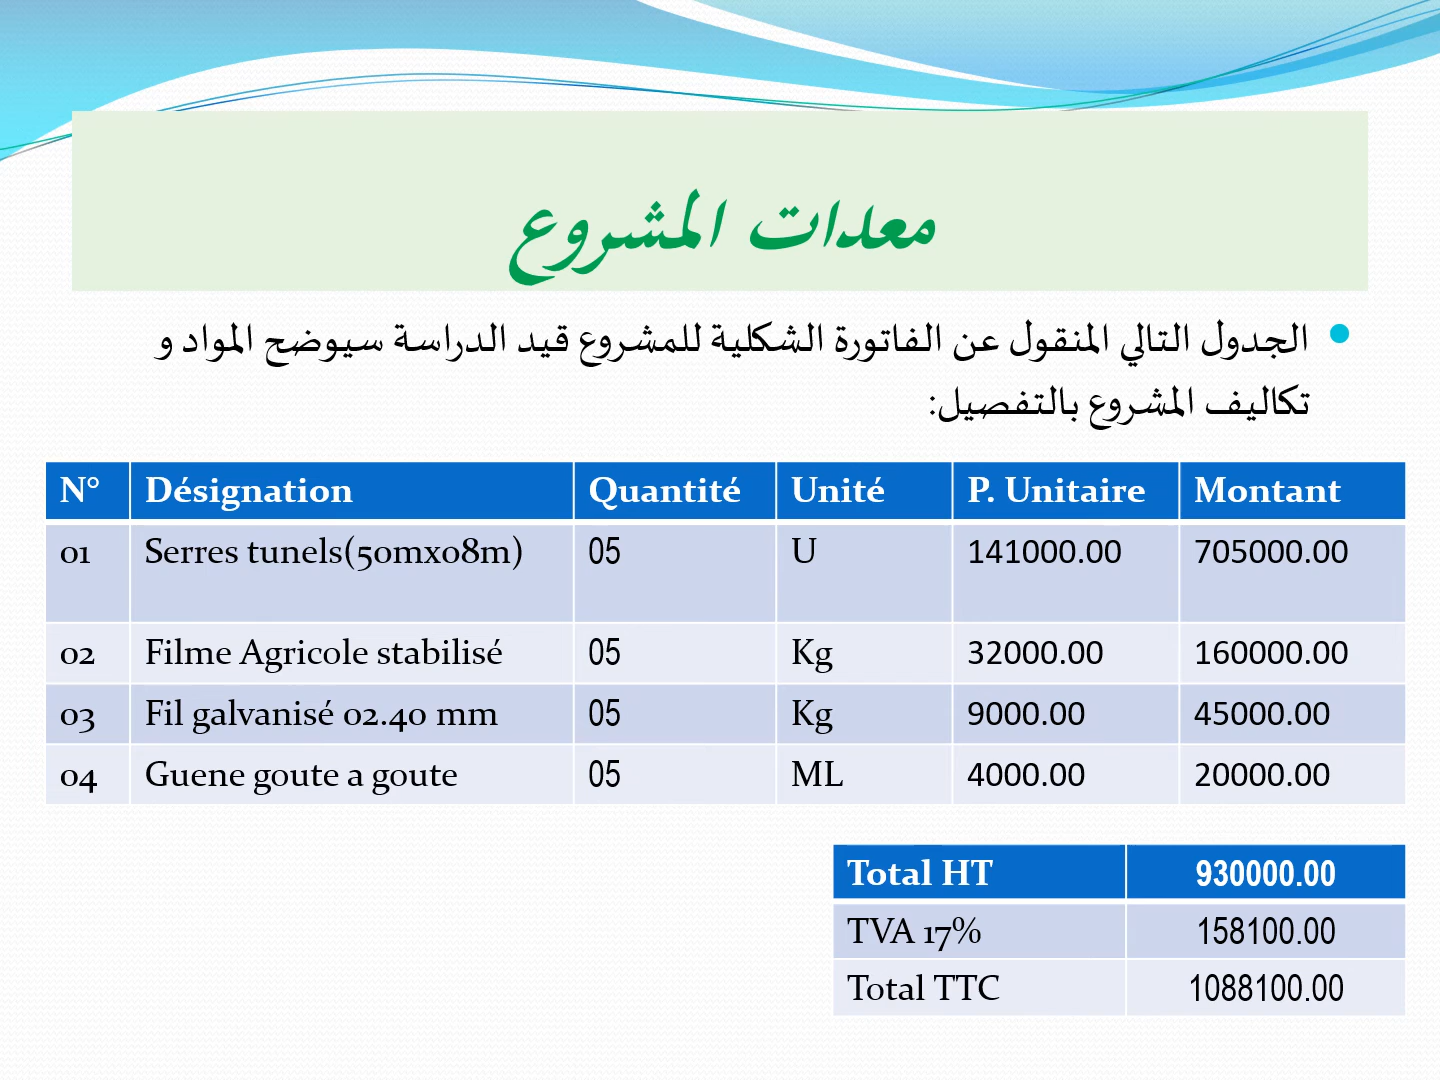 معدات المشروع
الجدول التالي المنقول عن الفاتورة الشكلية للمشروع قيد الدراسة سيوضح المواد و
تكاليف المشروع بالتفصيل:
N° Désignation Quantité Unité P. Unitaire Montant
01 Serres tunels(50mx08m) 05 U 141000.00 705000.00
02 Filme Agricole stabilisé 05 Kg 32000.00 160000.00
03 Fil galvanisé 02.40 mm 05 Kg 9000.00 45000.00
04 Guene goute a goute 05 ML 4000.00 20000.00
Total HT 930000.00
TVA 17% 158100.00
Total TTC 1088100.00